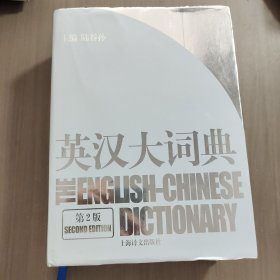 主编 陆谷孙
英汉大词典
THE ENGLISH-CHINESE
DICTIONARY
第2版
SECOND EDITION
上海译文出版社